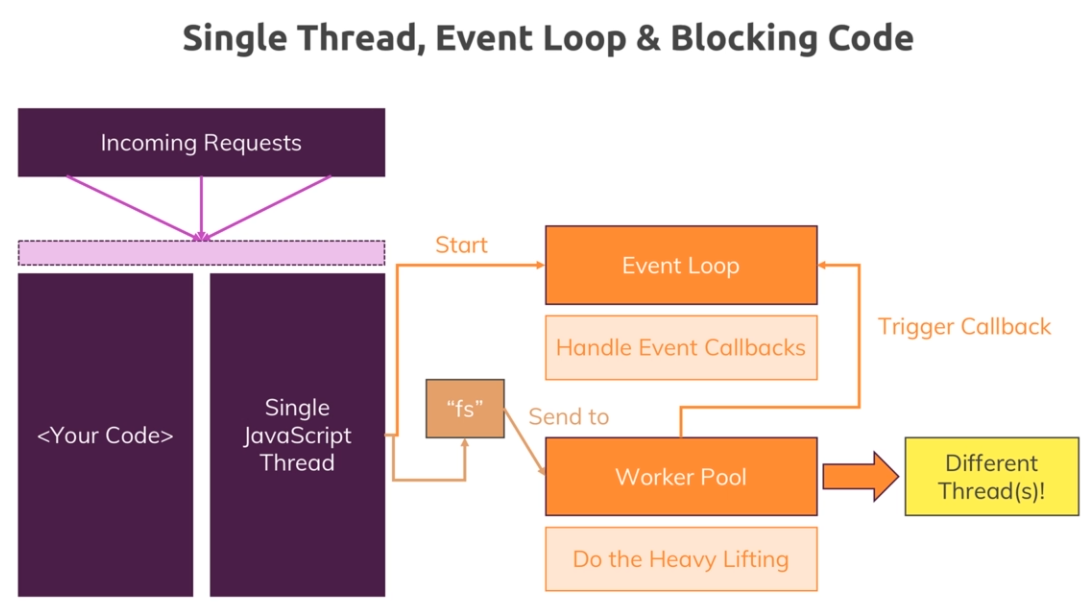 Single Thread, Event Loop & Blocking Code
Incoming Requests
Start
Event Loop
Handle Event Callbacks
Trigger Callback
<Your Code>
Single
JavaScript
Thread
“fs”
Send to
Worker Pool
Different
Thread(s)!
Do the Heavy Lifting